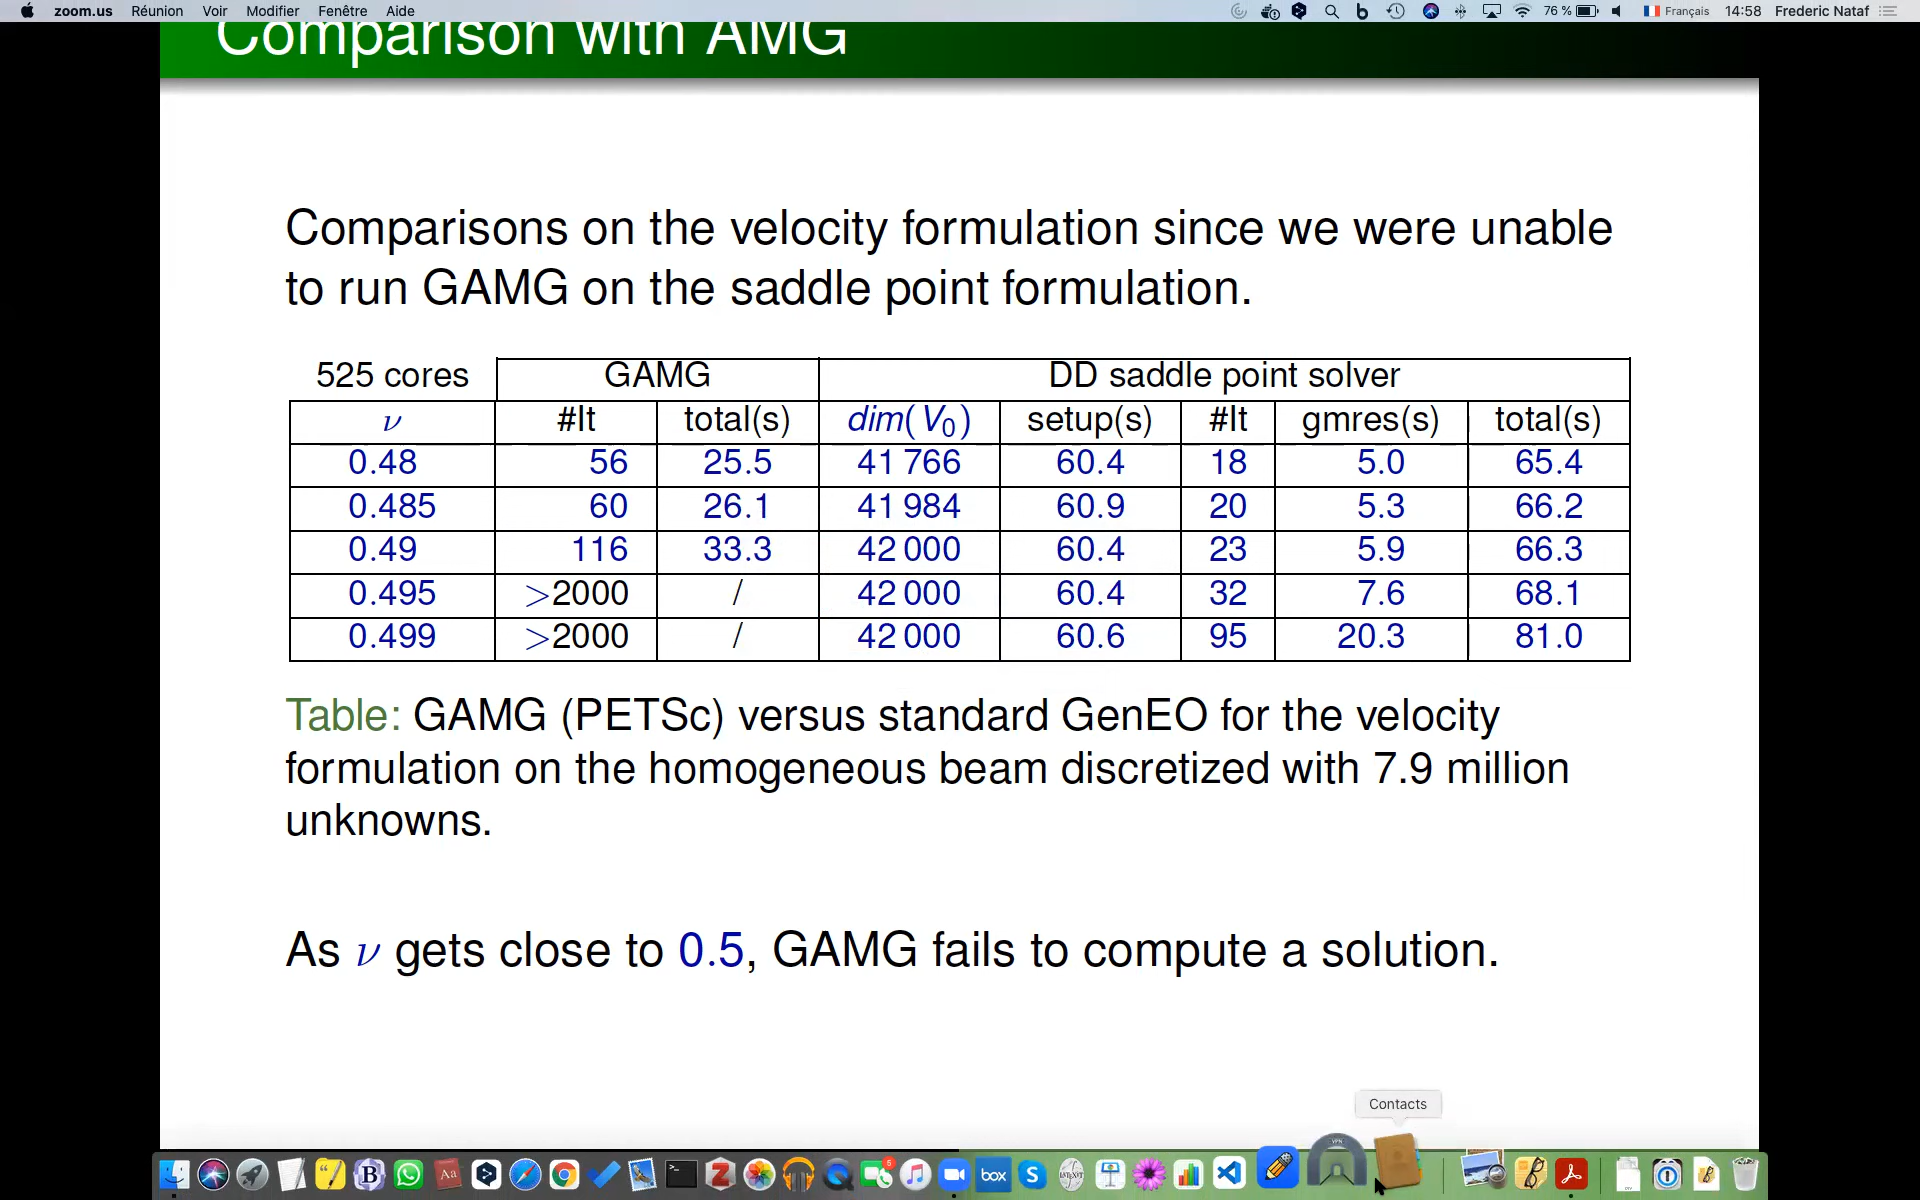 zoom.us Réunion Voir Modifier Fenêtre Aide 76 % Français 14:58 Frederic Nataf
Comparison with AMG
Comparisons on the velocity formulation since we were unable
to run GAMG on the saddle point formulation.
525 cores GAMG DD saddle point solver
ν #It total(s) dim(V₀) setup(s) #It gmres(s) total(s)
0.48 56 25.5 41 766 60.4 18 5.0 65.4
0.485 60 26.1 41 984 60.9 20 5.3 66.2
0.49 116 33.3 42 000 60.4 23 5.9 66.3
0.495 >2000 / 42 000 60.4 32 7.6 68.1
0.499 >2000 / 42 000 60.6 95 20.3 81.0
Table: GAMG (PETSc) versus standard GenEO for the velocity
formulation on the homogeneous beam discretized with 7.9 million
unknowns.
As ν gets close to 0.5, GAMG fails to compute a solution.
Contacts
box